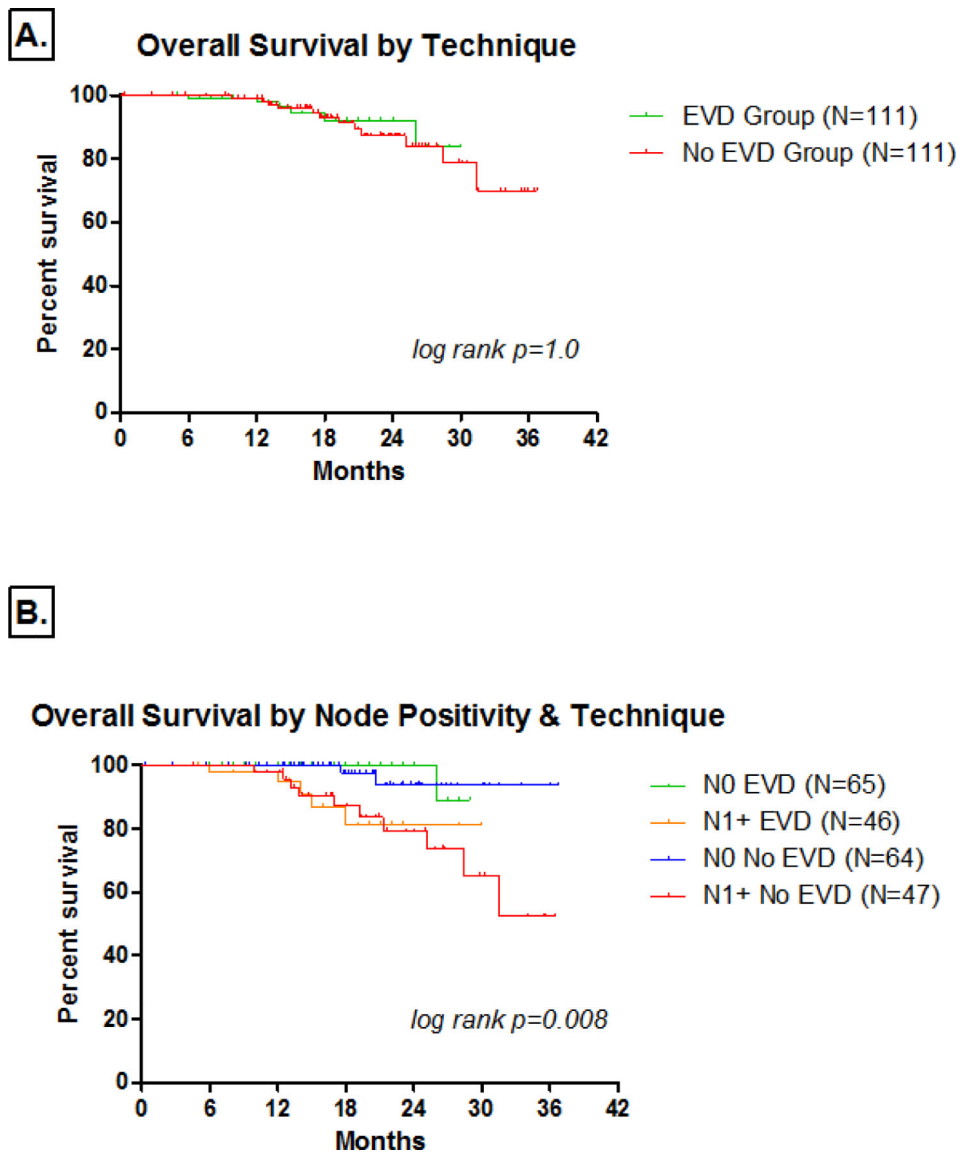 A.
Overall Survival by Technique
100
80
60
40
20
0
Percent survival
0 6 12 18 24 30 36 42
Months
log rank p=1.0
EVD Group (N=111)
No EVD Group (N=111)
B.
Overall Survival by Node Positivity & Technique
100
80
60
40
20
0
Percent survival
0 6 12 18 24 30 36 42
Months
log rank p=0.008
N0 EVD (N=65)
N1+ EVD (N=46)
N0 No EVD (N=64)
N1+ No EVD (N=47)